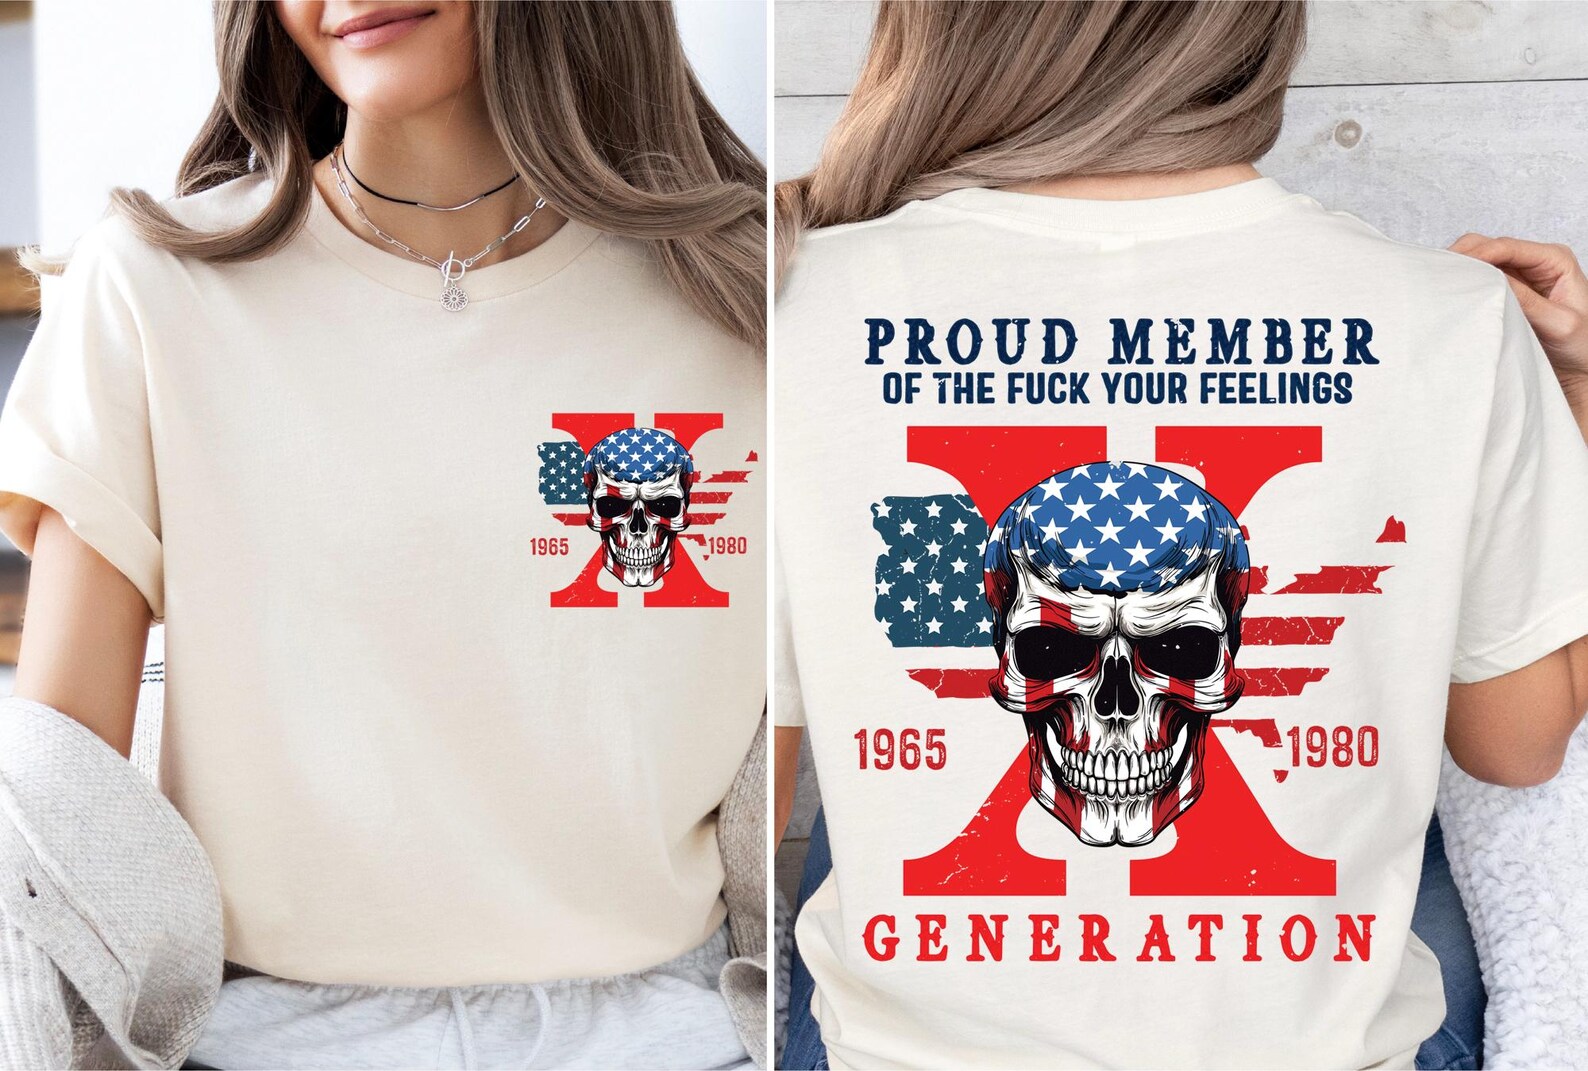 X
1965 1980
PROUD MEMBER
OF THE FUCK YOUR FEELINGS
X
1965 1980
GENERATION